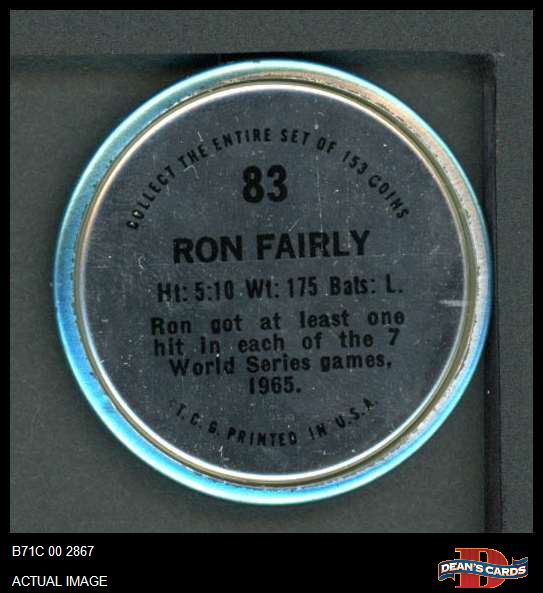 COLLECT THE ENTIRE SET OF 153 COINS
83
RON FAIRLY
Ht: 5:10 Wt: 175 Bats: L.
Ron got at least one
hit in each of the 7
World Series games,
1965.
T.C.G. PRINTED IN U.S.A.
B71C 00 2867
ACTUAL IMAGE
D
DEAN'S CARDS